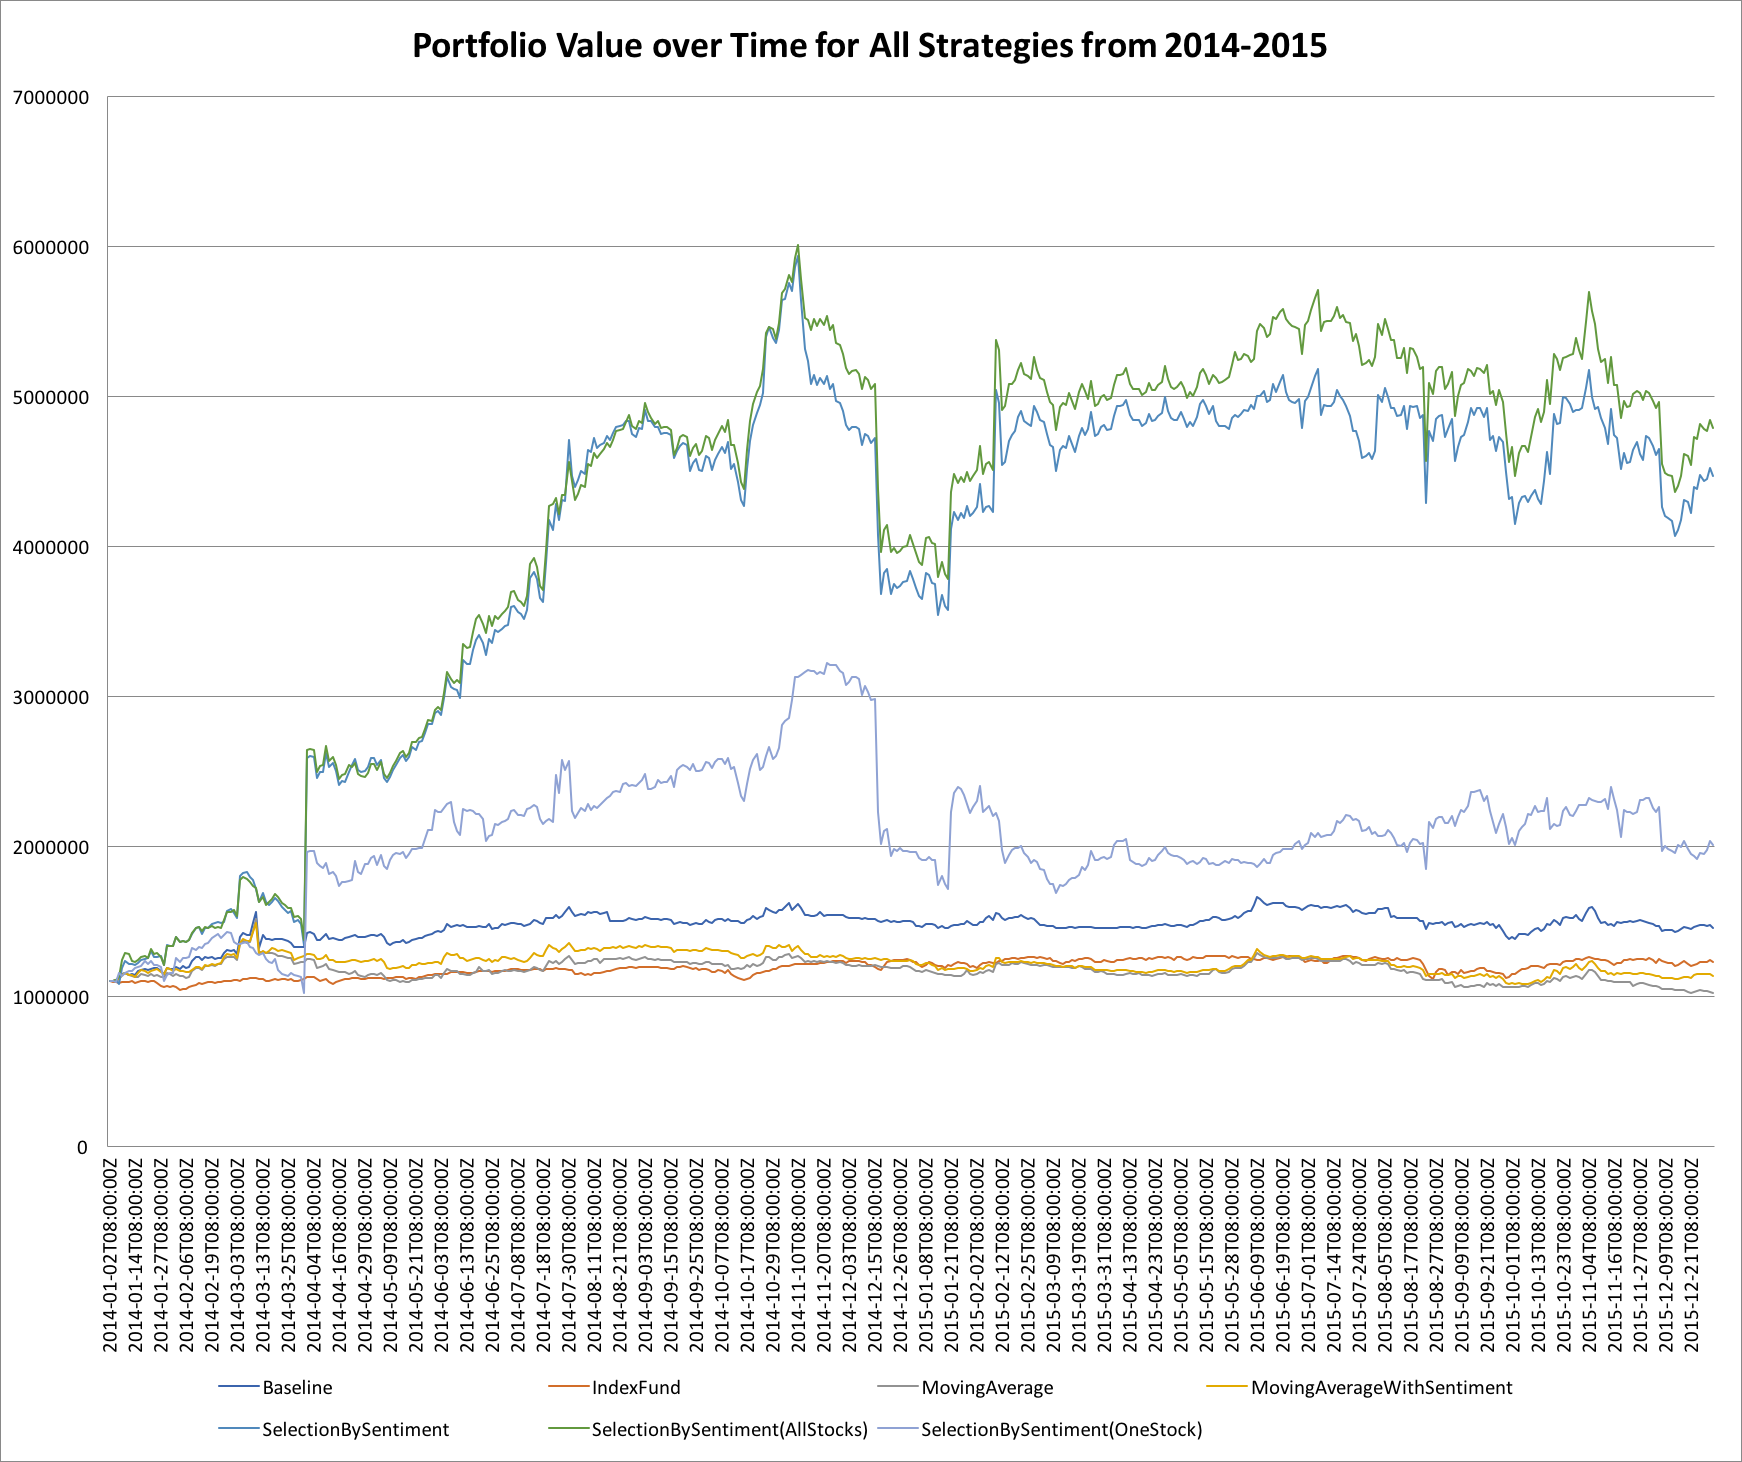 Portfolio Value over Time for All Strategies from 2014-2015
7000000
6000000
5000000
4000000
3000000
2000000
1000000
0
2014-01-02T08:00:00Z
2014-01-14T08:00:00Z
2014-02-06T08:00:00Z
2014-02-19T08:00:00Z
2014-03-03T08:00:00Z
2014-03-13T08:00:00Z
2014-03-25T08:00:00Z
2014-04-04T08:00:00Z
2014-04-16T08:00:00Z
2014-04-29T08:00:00Z
2014-05-09T08:00:00Z
2014-05-21T08:00:00Z
2014-06-03T08:00:00Z
2014-06-13T08:00:00Z
2014-06-25T08:00:00Z
2014-07-08T08:00:00Z
2014-07-18T08:00:00Z
2014-07-30T08:00:00Z
2014-08-11T08:00:00Z
2014-08-21T08:00:00Z
2014-09-03T08:00:00Z
2014-09-15T08:00:00Z
2014-09-25T08:00:00Z
2014-10-07T08:00:00Z
2014-10-17T08:00:00Z
2014-10-29T08:00:00Z
2014-11-10T08:00:00Z
2014-11-20T08:00:00Z
2014-12-03T08:00:00Z
2014-12-15T08:00:00Z
2014-12-26T08:00:00Z
2015-01-08T08:00:00Z
2015-01-21T08:00:00Z
2015-02-02T08:00:00Z
2015-02-12T08:00:00Z
2015-02-25T08:00:00Z
2015-03-09T08:00:00Z
2015-03-19T08:00:00Z
2015-03-31T08:00:00Z
2015-04-13T08:00:00Z
2015-04-23T08:00:00Z
2015-05-05T08:00:00Z
2015-05-15T08:00:00Z
2015-05-28T08:00:00Z
2015-06-09T08:00:00Z
2015-06-19T08:00:00Z
2015-07-01T08:00:00Z
2015-07-14T08:00:00Z
2015-07-24T08:00:00Z
2015-08-05T08:00:00Z
2015-08-17T08:00:00Z
2015-08-27T08:00:00Z
2015-09-09T08:00:00Z
2015-09-21T08:00:00Z
2015-10-01T08:00:00Z
2015-10-13T08:00:00Z
2015-10-23T08:00:00Z
2015-11-04T08:00:00Z
2015-11-16T08:00:00Z
2015-11-27T08:00:00Z
2015-12-09T08:00:00Z
2015-12-21T08:00:00Z
Baseline IndexFund MovingAverage MovingAverageWithSentiment
SelectionBySentiment SelectionBySentiment(AllStocks) SelectionBySentiment(OneStock)